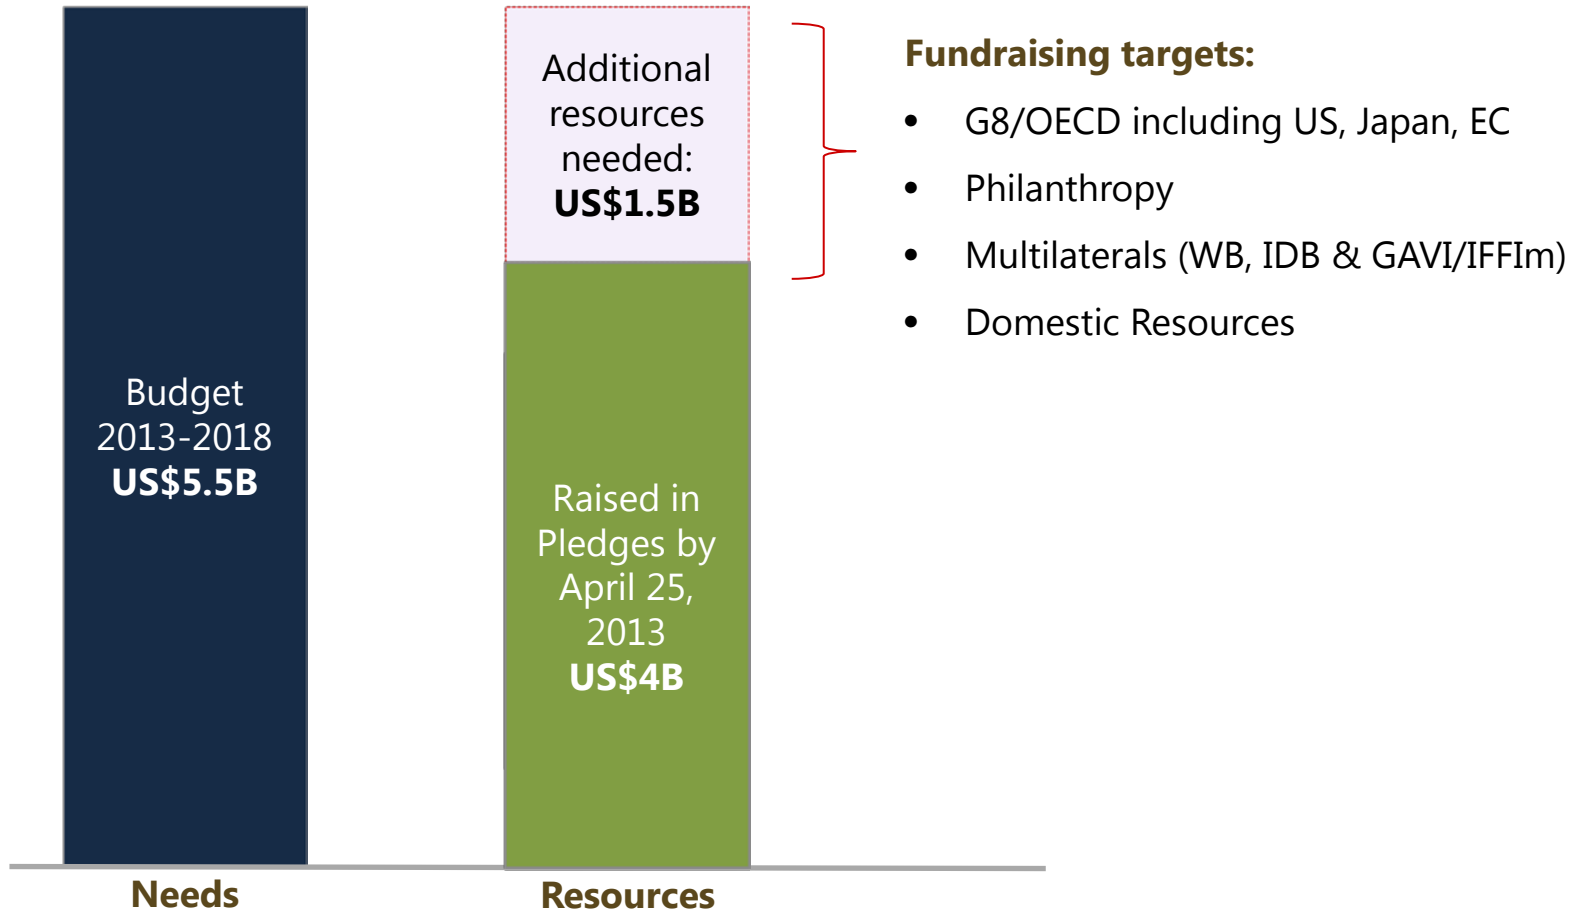 Budget
2013-2018
US$5.5B
Needs
Additional
resources
needed:
US$1.5B
Raised in
Pledges by
April 25,
2013
US$4B
Resources
Fundraising targets:
• G8/OECD including US, Japan, EC
• Philanthropy
• Multilaterals (WB, IDB & GAVI/IFFIm)
• Domestic Resources